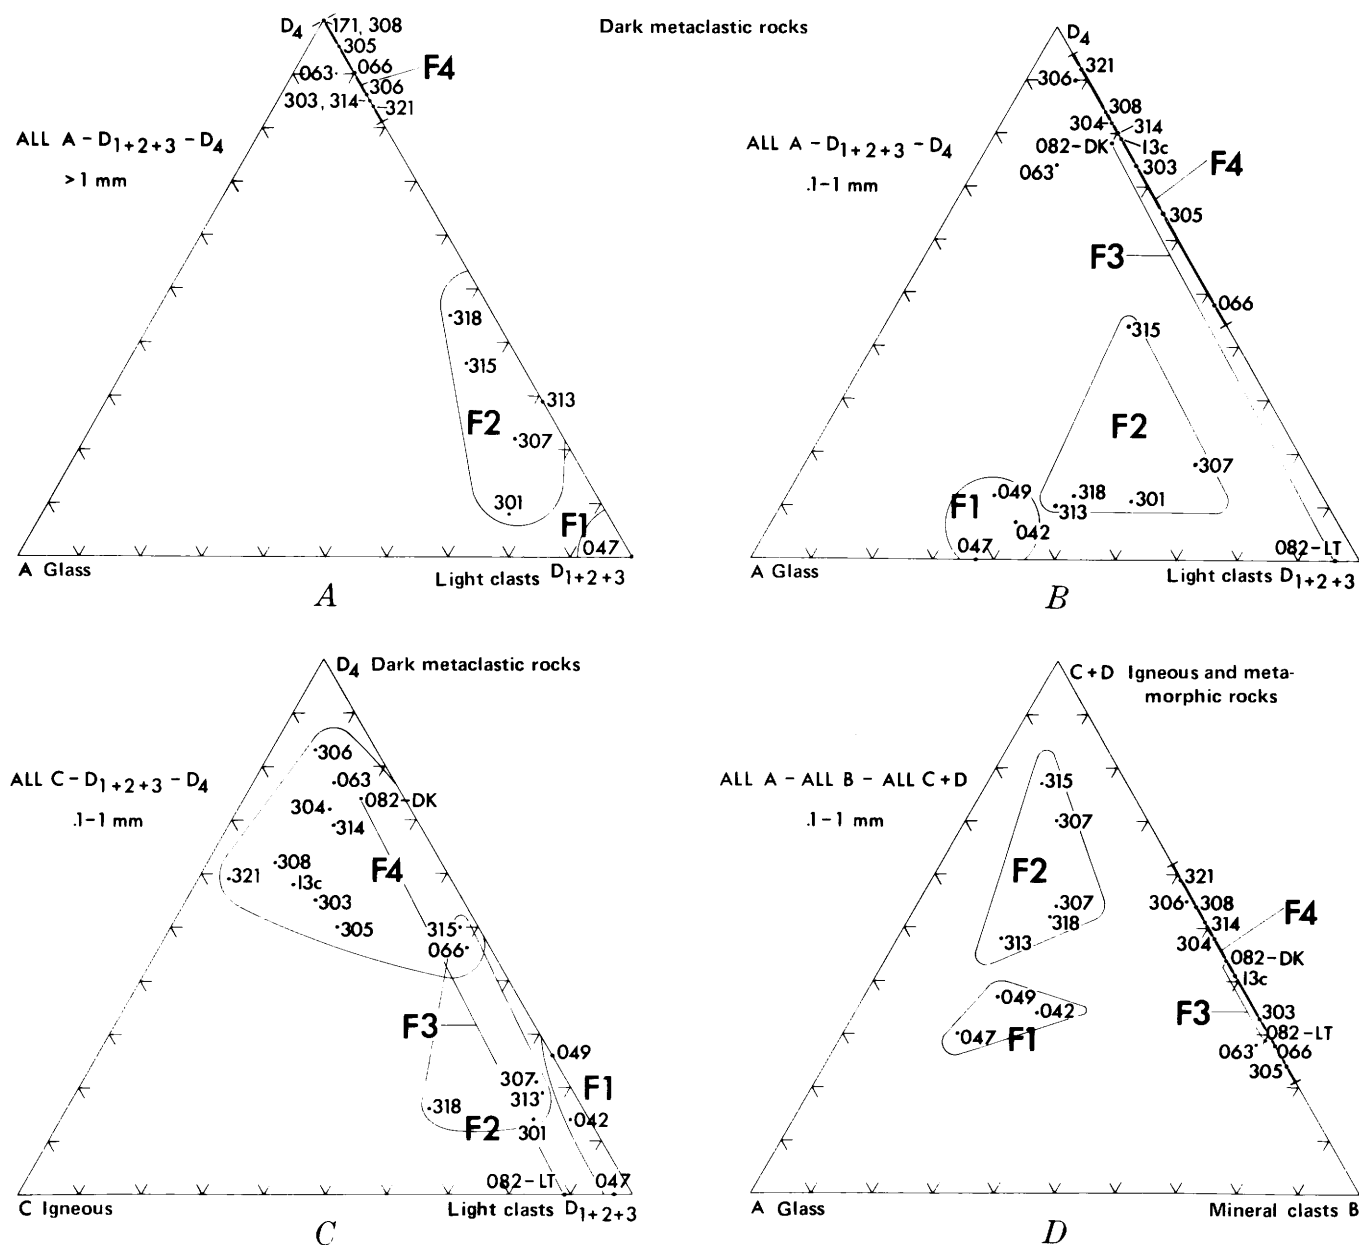 D4
171, 308
Dark metaclastic rocks
305
063
066
F4
306
303, 314
321
ALL A - D1+2+3 - D4
> 1 mm
318
315
313
F2
307
301
F1
047
A Glass
Light clasts D1+2+3
A
D4
321
306
308
304
314
082-DK
13c
063
303
F4
ALL A - D1+2+3 - D4
.1-1 mm
305
F3
066
315
F2
307
F1
049
318
301
313
042
047
082-LT
A Glass
Light clasts D1+2+3
B
D4 Dark metaclastic rocks
306
063
082-DK
304
314
ALL C - D1+2+3 - D4
.1-1 mm
308
F4
321
13c
303
305
315
066
F3
049
307
F1
313
318
F2
301
042
082-LT
047
C Igneous
Light clasts D1+2+3
C
C+D Igneous and meta-
morphic rocks
ALL A - ALL B - ALL C+D
.1-1 mm
315
307
F2
321
306
308
307
318
314
F4
313
304
082-DK
13c
049
042
F3
303
047
F1
082-LT
063
066
305
A Glass
Mineral clasts B
D